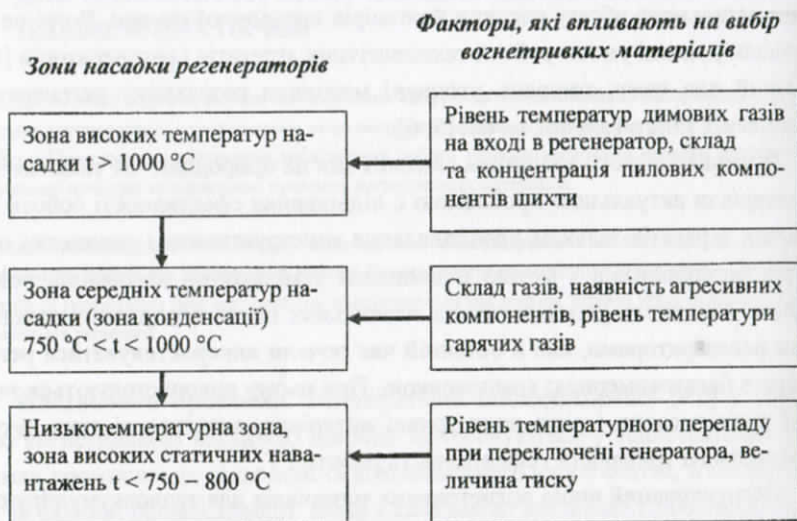 Зони насадки регенераторів
Фактори, які впливають на вибір
вогнетривких матеріалів
Зона високих температур на-
садки t > 1000 °C
Рівень температур димових газів
на вході в регенератор, склад
та концентрація пилових компо-
нентів шихти
Зона середніх температур на-
садки (зона конденсації)
750 °C < t < 1000 °C
Склад газів, наявність агресивних
компонентів, рівень температури
гарячих газів
Низькотемпературна зона,
зона високих статичних нава-
нтажень t < 750 – 800 °C
Рівень температурного перепаду
при переключені генератора, ве-
личина тиску